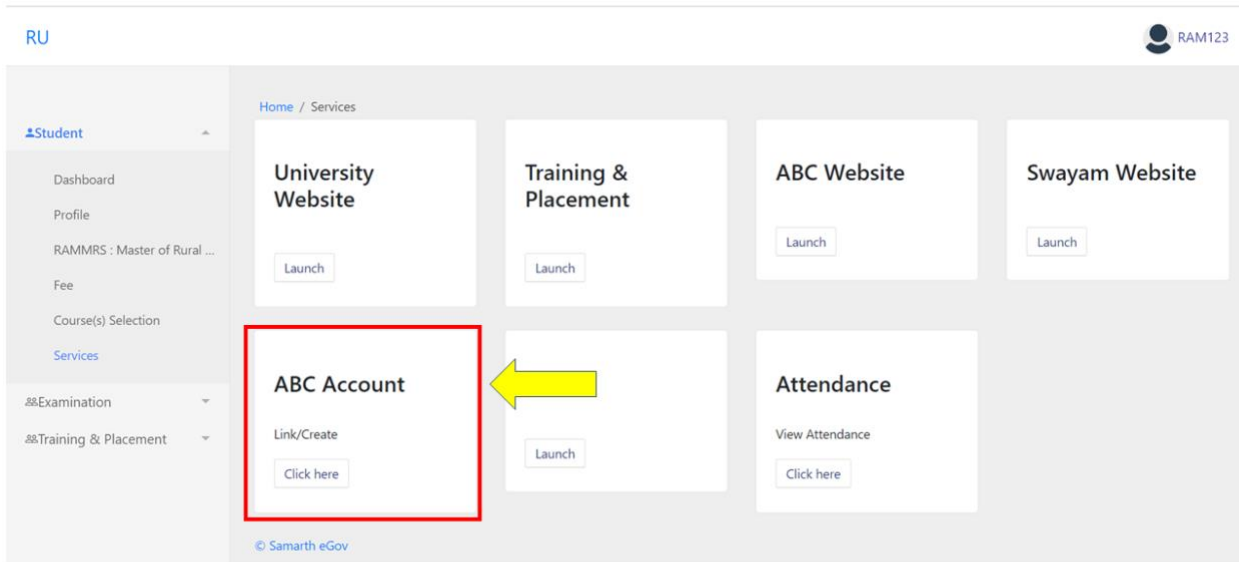 RU
RAM123
Student
Dashboard
Profile
RAMMRS : Master of Rural ...
Fee
Course(s) Selection
Services
Examination
Training & Placement
Home / Services
University
Website
Launch
Training &
Placement
Launch
ABC Website
Launch
Swayam Website
Launch
ABC Account
Link/Create
Click here
Launch
Attendance
View Attendance
Click here
© Samarth eGov